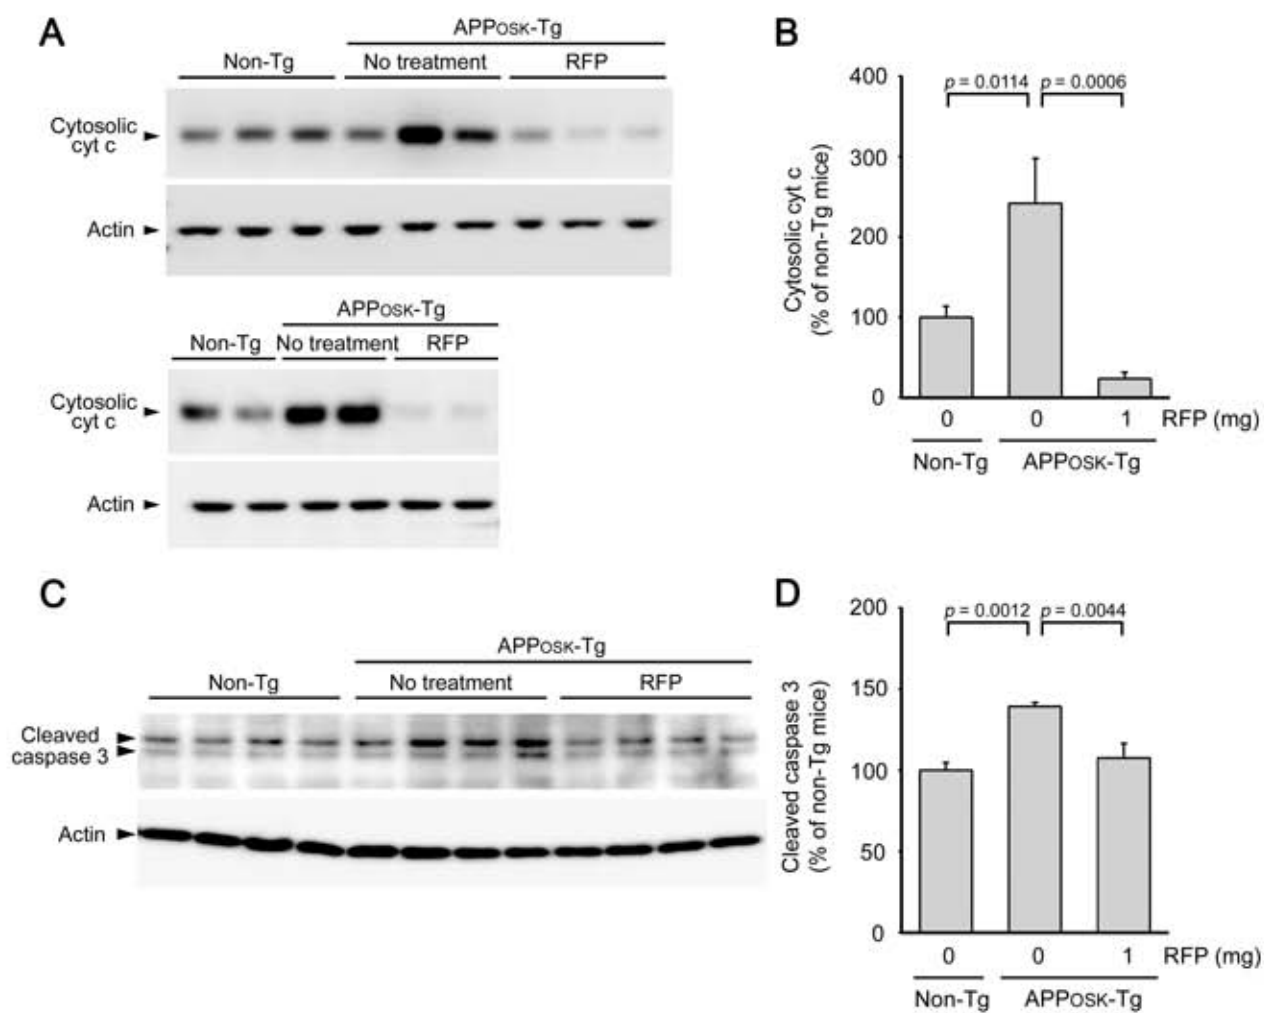 A
APPOSK-Tg
Non-Tg No treatment RFP
Cytosolic
cyt c
Actin
APPOSK-Tg
Non-Tg No treatment RFP
Cytosolic
cyt c
Actin
B
400
300
200
100
0
Cytosolic cyt c
(% of non-Tg mice)
p = 0.0114 p = 0.0006
0 0 1 RFP (mg)
Non-Tg APPOSK-Tg
C
APPOSK-Tg
Non-Tg No treatment RFP
Cleaved
caspase 3
Actin
D
200
150
100
50
0
Cleaved caspase 3
(% of non-Tg mice)
p = 0.0012 p = 0.0044
0 0 1 RFP (mg)
Non-Tg APPOSK-Tg